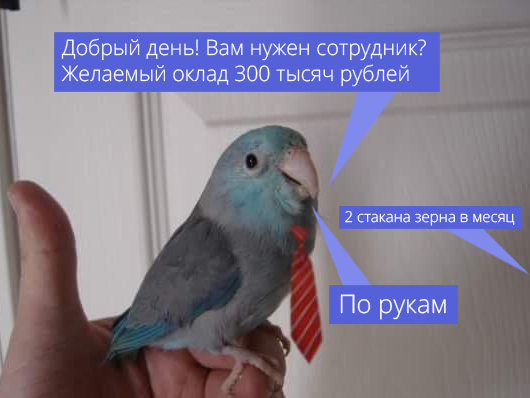 Добрый день! Вам нужен сотрудник?
Желаемый оклад 300 тысяч рублей
2 стакана зерна в месяц
По рукам